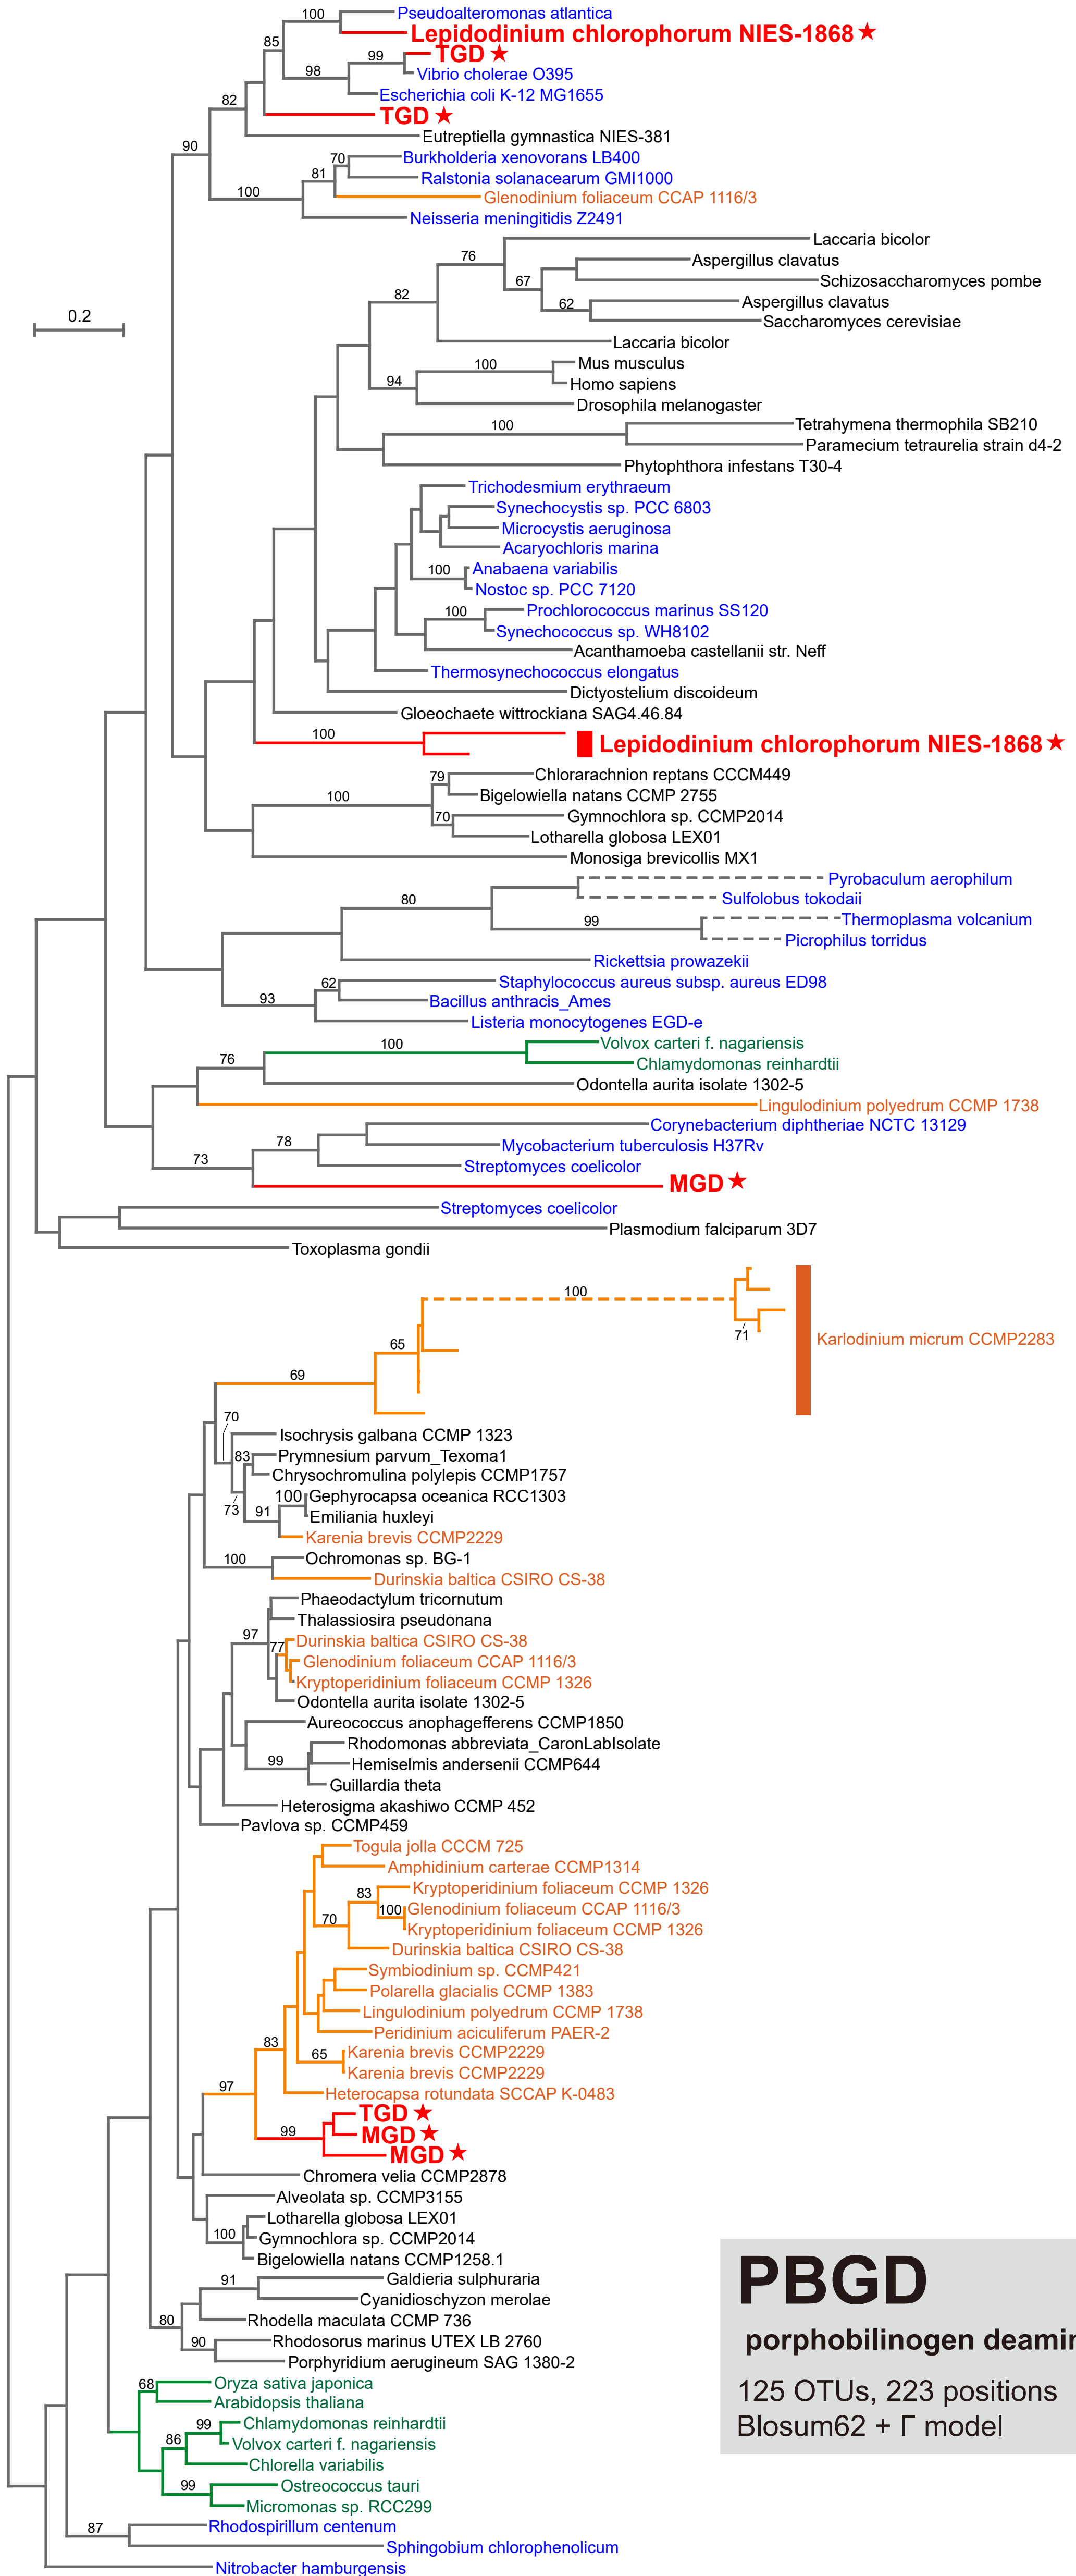 100
Pseudoalteromonas atlantica
Lepidodinium chlorophorum NIES-1868 ★
85
99
TGD ★
98
Vibrio cholerae O395
Escherichia coli K-12 MG1655
82
TGD ★
Eutreptiella gymnastica NIES-381
90
70
Burkholderia xenovorans LB400
81
Ralstonia solanacearum GMI1000
100
Glenodinium foliaceum CCAP 1116/3
Neisseria meningitidis Z2491
Laccaria bicolor
76
Aspergillus clavatus
67
Schizosaccharomyces pombe
82
62
Aspergillus clavatus
0.2
Saccharomyces cerevisiae
Laccaria bicolor
100
Mus musculus
94
Homo sapiens
Drosophila melanogaster
100
Tetrahymena thermophila SB210
Paramecium tetraurelia strain d4-2
Phytophthora infestans T30-4
Trichodesmium erythraeum
Synechocystis sp. PCC 6803
Microcystis aeruginosa
Acaryochloris marina
100
Anabaena variabilis
Nostoc sp. PCC 7120
100
Prochlorococcus marinus SS120
Synechococcus sp. WH8102
Acanthamoeba castellanii str. Neff
Thermosynechococcus elongatus
Dictyostelium discoideum
Gloeochaete wittrockiana SAG4.46.84
100
Lepidodinium chlorophorum NIES-1868 ★
79
Chlorarachnion reptans CCCM449
100
Bigelowiella natans CCMP 2755
70
Gymnochlora sp. CCMP2014
Lotharella globosa LEX01
Monosiga brevicollis MX1
Pyrobaculum aerophilum
80
Sulfolobus tokodaii
99
Thermoplasma volcanium
Picrophilus torridus
Rickettsia prowazekii
62
Staphylococcus aureus subsp. aureus ED98
93
Bacillus anthracis_Ames
Listeria monocytogenes EGD-e
100
Volvox carteri f. nagariensis
76
Chlamydomonas reinhardtii
Odontella aurita isolate 1302-5
Lingulodinium polyedrum CCMP 1738
Corynebacterium diphtheriae NCTC 13129
78
Mycobacterium tuberculosis H37Rv
73
Streptomyces coelicolor
MGD ★
Streptomyces coelicolor
Plasmodium falciparum 3D7
Toxoplasma gondii
100
71
Karlodinium micrum CCMP2283
65
69
70
Isochrysis galbana CCMP 1323
83
Prymnesium parvum_Texoma1
Chrysochromulina polylepis CCMP1757
73
100
Gephyrocapsa oceanica RCC1303
91
Emiliania huxleyi
Karenia brevis CCMP2229
100
Ochromonas sp. BG-1
Durinskia baltica CSIRO CS-38
Phaeodactylum tricornutum
Thalassiosira pseudonana
97
77
Durinskia baltica CSIRO CS-38
Glenodinium foliaceum CCAP 1116/3
Kryptoperidinium foliaceum CCMP 1326
Odontella aurita isolate 1302-5
Aureococcus anophagefferens CCMP1850
Rhodomonas abbreviata_CaronLabIsolate
99
Hemiselmis andersenii CCMP644
Guillardia theta
Heterosigma akashiwo CCMP 452
Pavlova sp. CCMP459
Togula jolla CCCM 725
Amphidinium carterae CCMP1314
83
Kryptoperidinium foliaceum CCMP 1326
100
Glenodinium foliaceum CCAP 1116/3
70
Kryptoperidinium foliaceum CCMP 1326
Durinskia baltica CSIRO CS-38
Symbiodinium sp. CCMP421
Polarella glacialis CCMP 1383
Lingulodinium polyedrum CCMP 1738
Peridinium aciculiferum PAER-2
83
65
Karenia brevis CCMP2229
Karenia brevis CCMP2229
97
Heterocapsa rotundata SCCAP K-0483
TGD ★
99
MGD ★
MGD ★
Chromera velia CCMP2878
Alveolata sp. CCMP3155
Lotharella globosa LEX01
100
Gymnochlora sp. CCMP2014
Bigelowiella natans CCMP1258.1
91
Galdieria sulphuraria
Cyanidioschyzon merolae
80
Rhodella maculata CCMP 736
90
Rhodosorus marinus UTEX LB 2760
Porphyridium aerugineum SAG 1380-2
68
Oryza sativa japonica
Arabidopsis thaliana
99
Chlamydomonas reinhardtii
86
Volvox carteri f. nagariensis
Chlorella variabilis
99
Ostreococcus tauri
Micromonas sp. RCC299
87
Rhodospirillum centenum
Sphingobium chlorophenolicum
Nitrobacter hamburgensis
PBGD
porphobilinogen deamin
125 OTUs, 223 positions
Blosum62 + Γ model